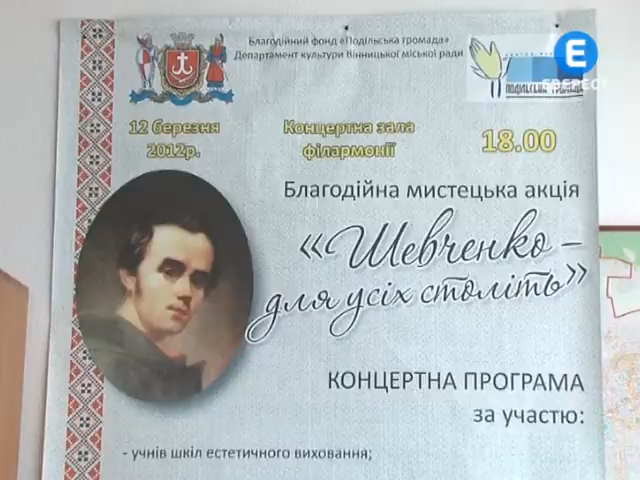 Благодійний фонд «Подільська громада»
Департамент культури Вінницької міської ради
Е
ЕВЕРЕСТ
12 березня
2012р.
Концертна зала
філармонії
18.00
Благодійна мистецька акція
«Шевченко –
для усіх століть»
КОНЦЕРТНА ПРОГРАМА
за участю:
- учнів шкіл естетичного виховання;